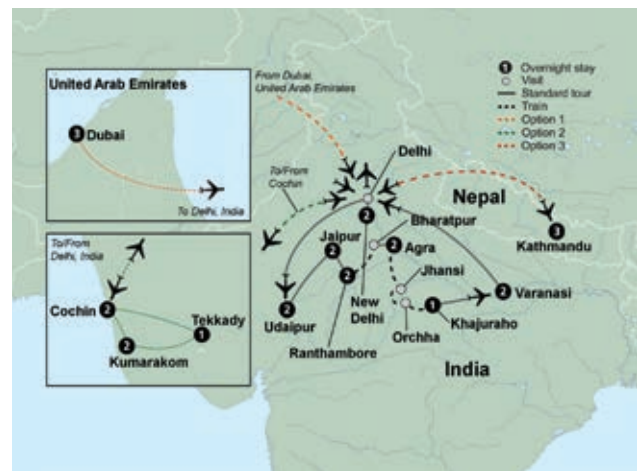 United Arab Emirates
3 Dubai
To Delhi, India
From Dubai,
United Arab Emirates
1 Overnight stay
Visit
Standard tour
Train
Option 1
Option 2
Option 3
To/From
Cochin
Delhi
2
Nepal
3
Kathmandu
Bharatpur
Jaipur
2
2
2 Agra
Jhansi
2
Udaipur
New
Delhi
Ranthambore
Orchha
1
Khajuraho
2 Varanasi
India
To/From
Delhi, India
Cochin 2
Tekkady
1
2
Kumarakom